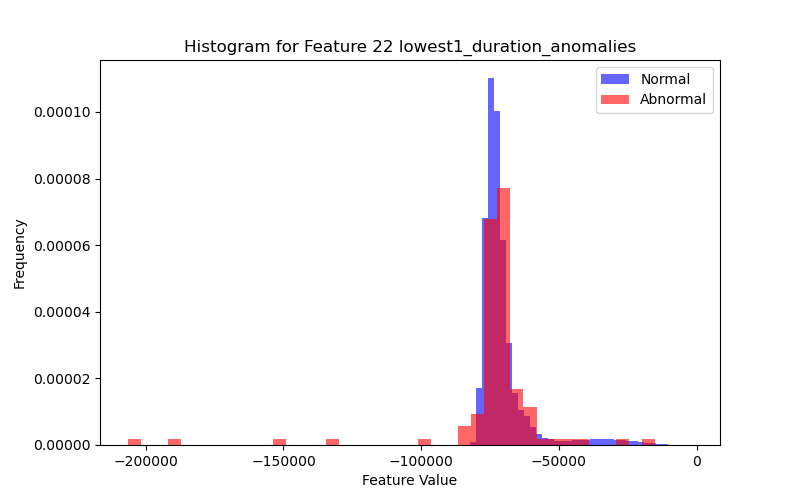 Histogram for Feature 22 lowest1_duration_anomalies
Normal
Abnormal
0.00010
0.00008
0.00006
0.00004
0.00002
0.00000
Frequency
−200000
−150000
−100000
−50000
0
Feature Value